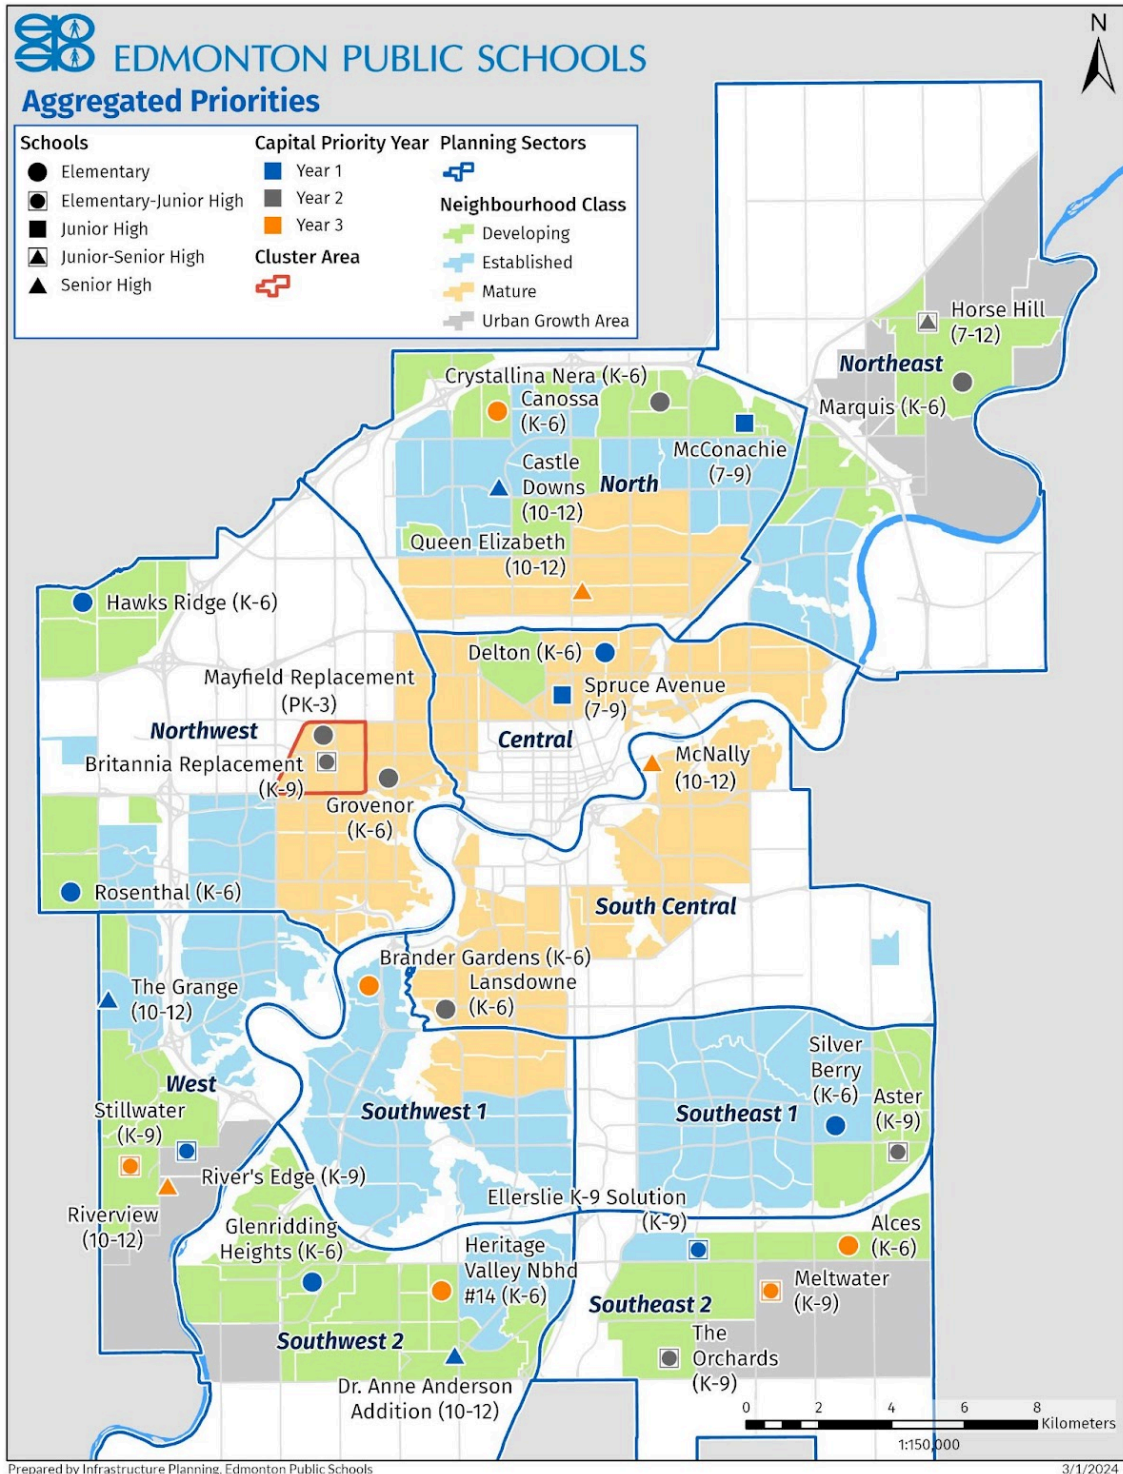 EDMONTON PUBLIC SCHOOLS
Aggregated Priorities
N
Schools
Elementary
Elementary-Junior High
Junior High
Junior-Senior High
Senior High
Capital Priority Year
Year 1
Year 2
Year 3
Cluster Area
Planning Sectors
Neighbourhood Class
Developing
Established
Mature
Urban Growth Area
Horse Hill
(7-12)
Northeast
Marquis (K-6)
Crystallina Nera (K-6)
Canossa
(K-6)
McConachie
(7-9)
Castle
Downs
(10-12)
North
Queen Elizabeth
(10-12)
Hawks Ridge (K-6)
Delton (K-6)
Mayfield Replacement
(PK-3)
Spruce Avenue
(7-9)
Northwest
Central
Britannia Replacement
(K-9)
McNally
(10-12)
Grovenor
(K-6)
Rosenthal (K-6)
South Central
Brander Gardens (K-6)
Lansdowne
(K-6)
The Grange
(10-12)
Silver
Berry
(K-6)
West
Southwest 1
Southeast 1
Aster
(K-9)
Stillwater
(K-9)
River's Edge (K-9)
Ellerslie K-9 Solution
(K-9)
Riverview
(10-12)
Glenridding
Heights (K-6)
Alces
(K-6)
Heritage
Valley Nbhd
#14 (K-6)
Meltwater
(K-9)
Southeast 2
Southwest 2
The
Orchards
(K-9)
Dr. Anne Anderson
Addition (10-12)
0 2 4 6 8
Kilometers
1:150,000
Prepared by Infrastructure Planning, Edmonton Public Schools
3/1/2024